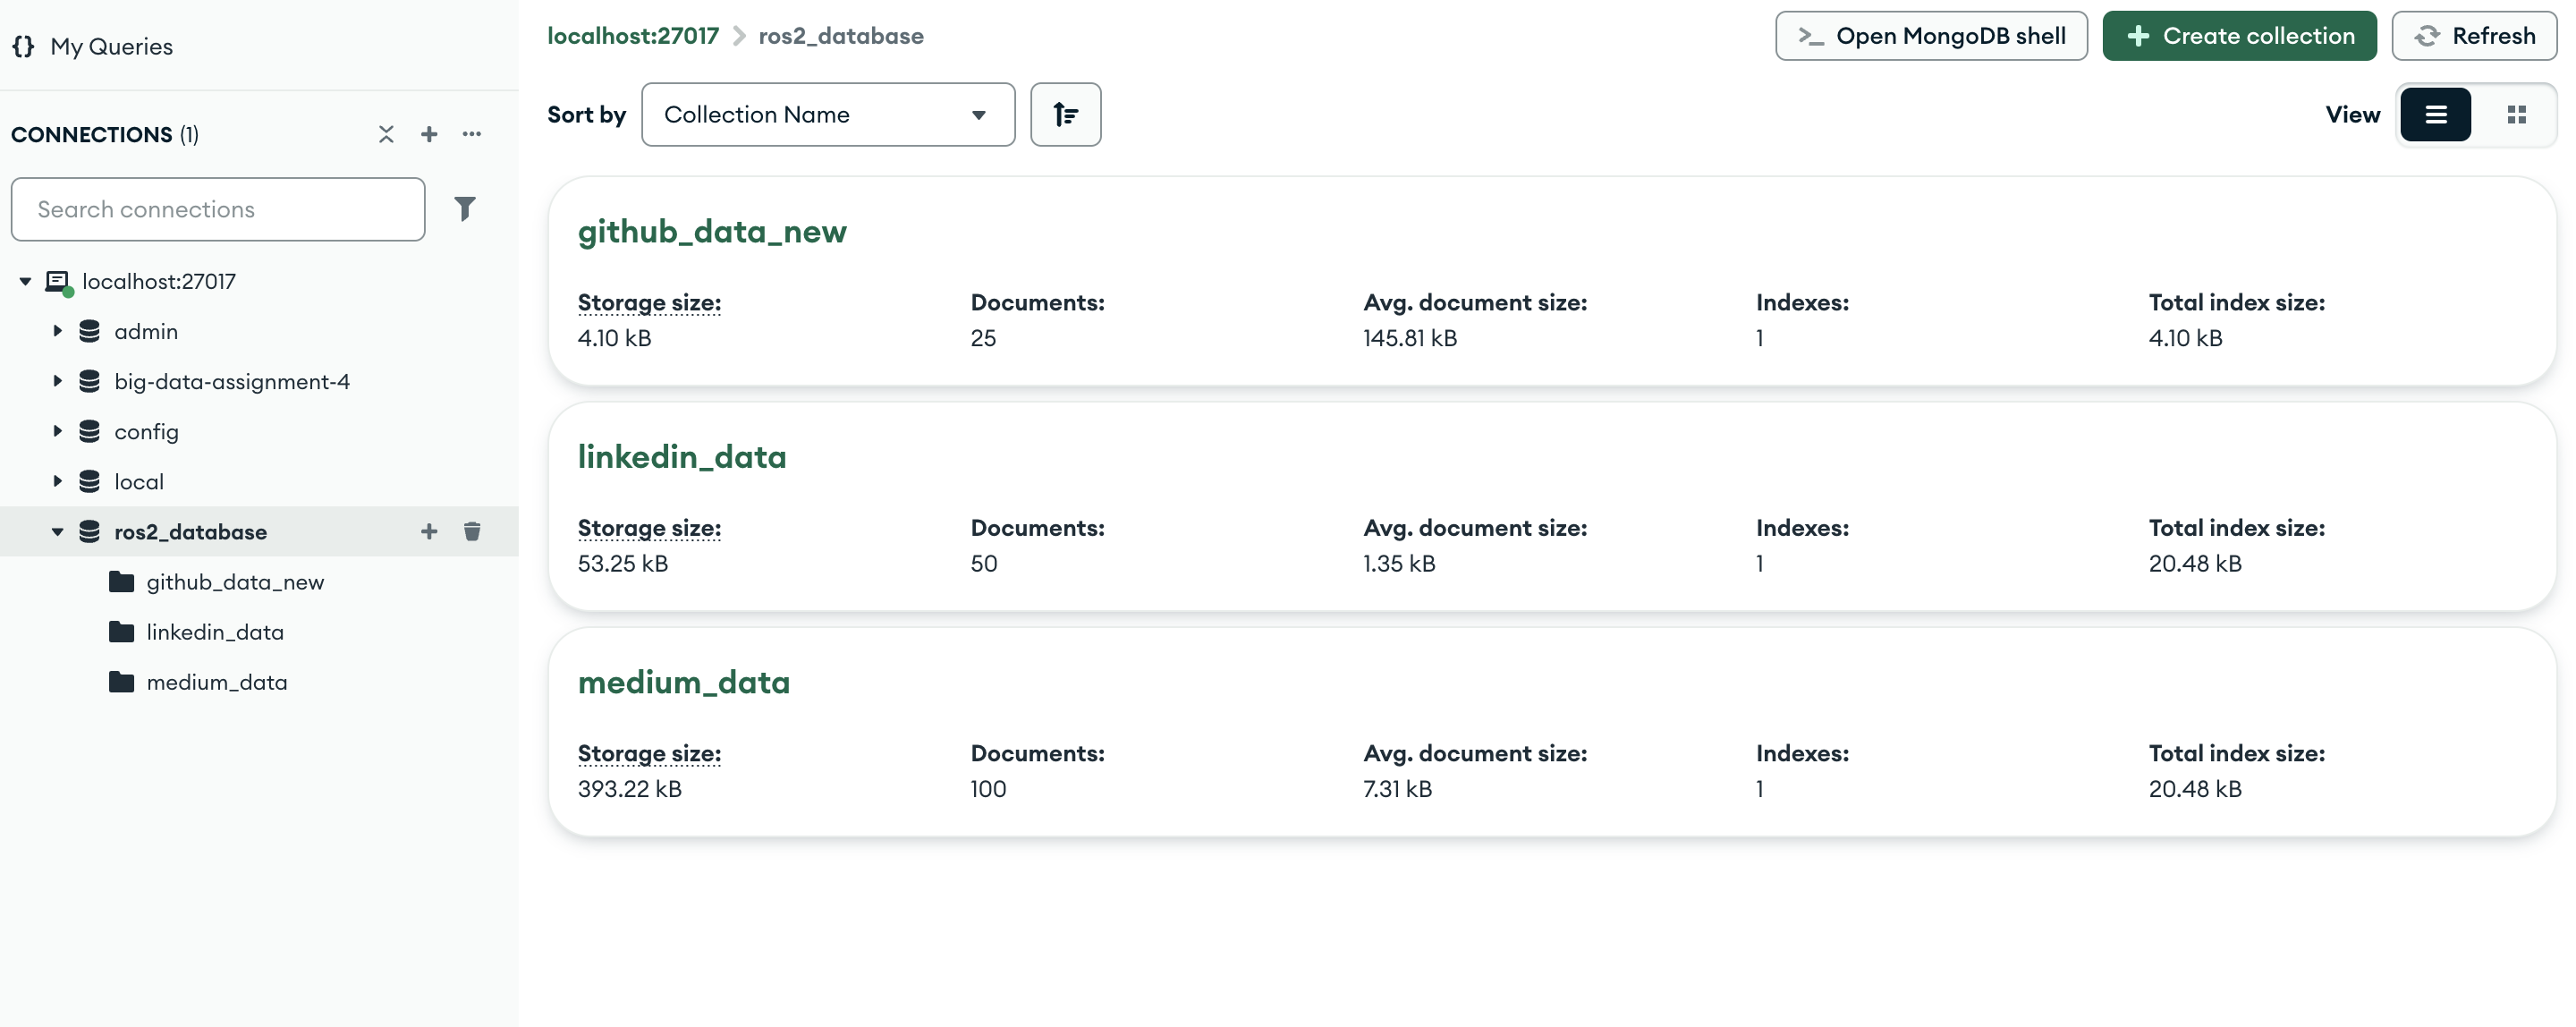 {} My Queries
CONNECTIONS (1)
Search connections
localhost:27017
admin
big-data-assignment-4
config
local
ros2_database
github_data_new
linkedin_data
medium_data
localhost:27017 > ros2_database
>_ Open MongoDB shell
+ Create collection
Refresh
Sort by
Collection Name
View
github_data_new
Storage size: Documents: Avg. document size: Indexes: Total index size:
4.10 kB 25 145.81 kB 1 4.10 kB
linkedin_data
Storage size: Documents: Avg. document size: Indexes: Total index size:
53.25 kB 50 1.35 kB 1 20.48 kB
medium_data
Storage size: Documents: Avg. document size: Indexes: Total index size:
393.22 kB 100 7.31 kB 1 20.48 kB